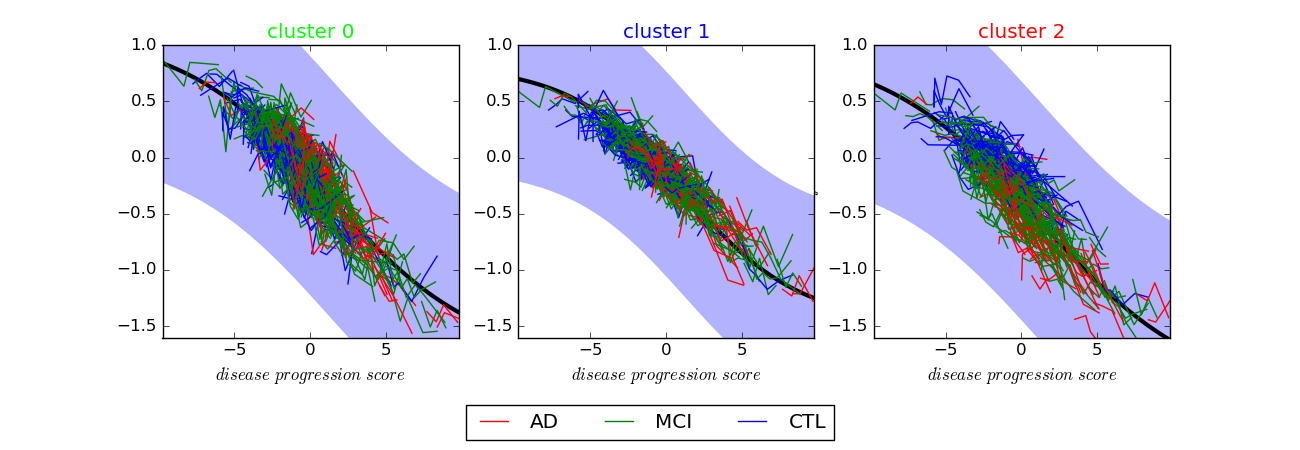 cluster 0 cluster 1 cluster 2
1.0 1.0 1.0
0.5 0.5 0.5
0.0 0.0 0.0
−0.5 −0.5 −0.5
−1.0 −1.0 −1.0
−1.5 −1.5 −1.5
−5 0 5 −5 0 5 −5 0 5
disease progression score disease progression score disease progression score
AD MCI CTL